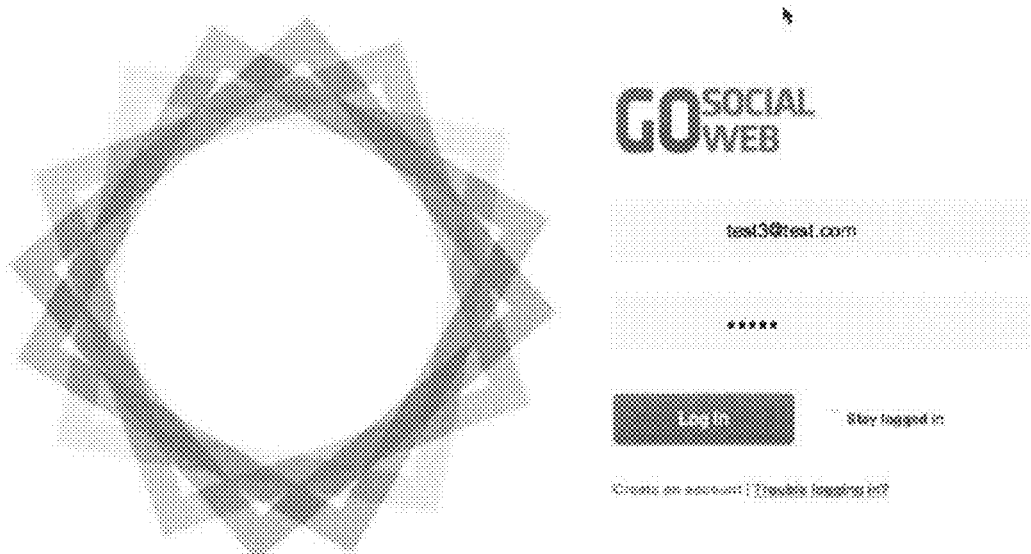 GO SOCIAL
WEB
test3@test.com
*****
Log in
Stay logged in
Create an account | Trouble logging in?